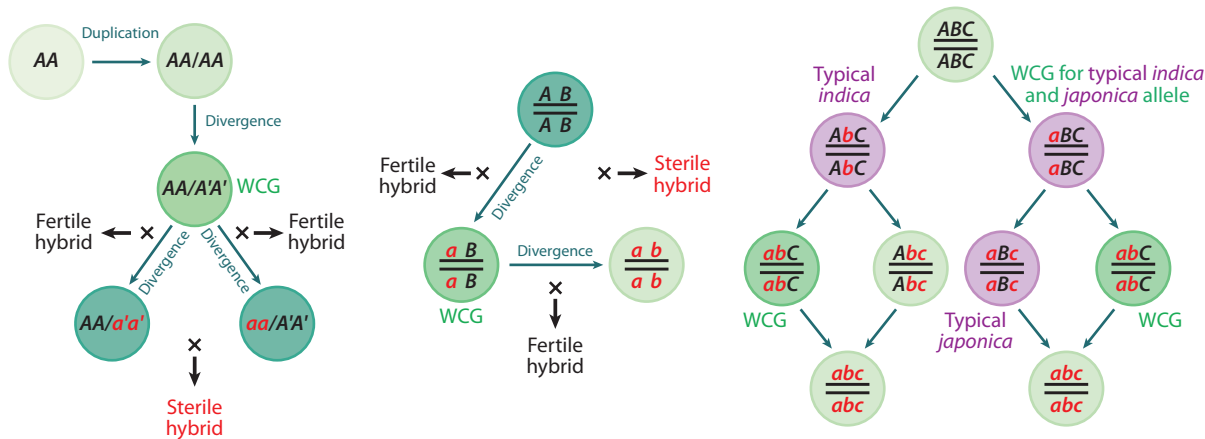 AA
Duplication
AA/AA
Divergence
AA/A'A'
WCG
Fertile
hybrid
×
Divergence
Divergence
×
Fertile
hybrid
AA/a'a'
aa/A'A'
×
Sterile
hybrid
A B
A B
Fertile
hybrid
×
Divergence
×
Sterile
hybrid
a B
a B
WCG
Divergence
a b
a b
×
Fertile
hybrid
ABC
ABC
Typical
indica
WCG for typical indica
and japonica allele
AbC
AbC
aBC
aBC
abC
abC
WCG
Abc
Abc
aBc
aBc
Typical
japonica
abC
abC
WCG
abc
abc
abc
abc